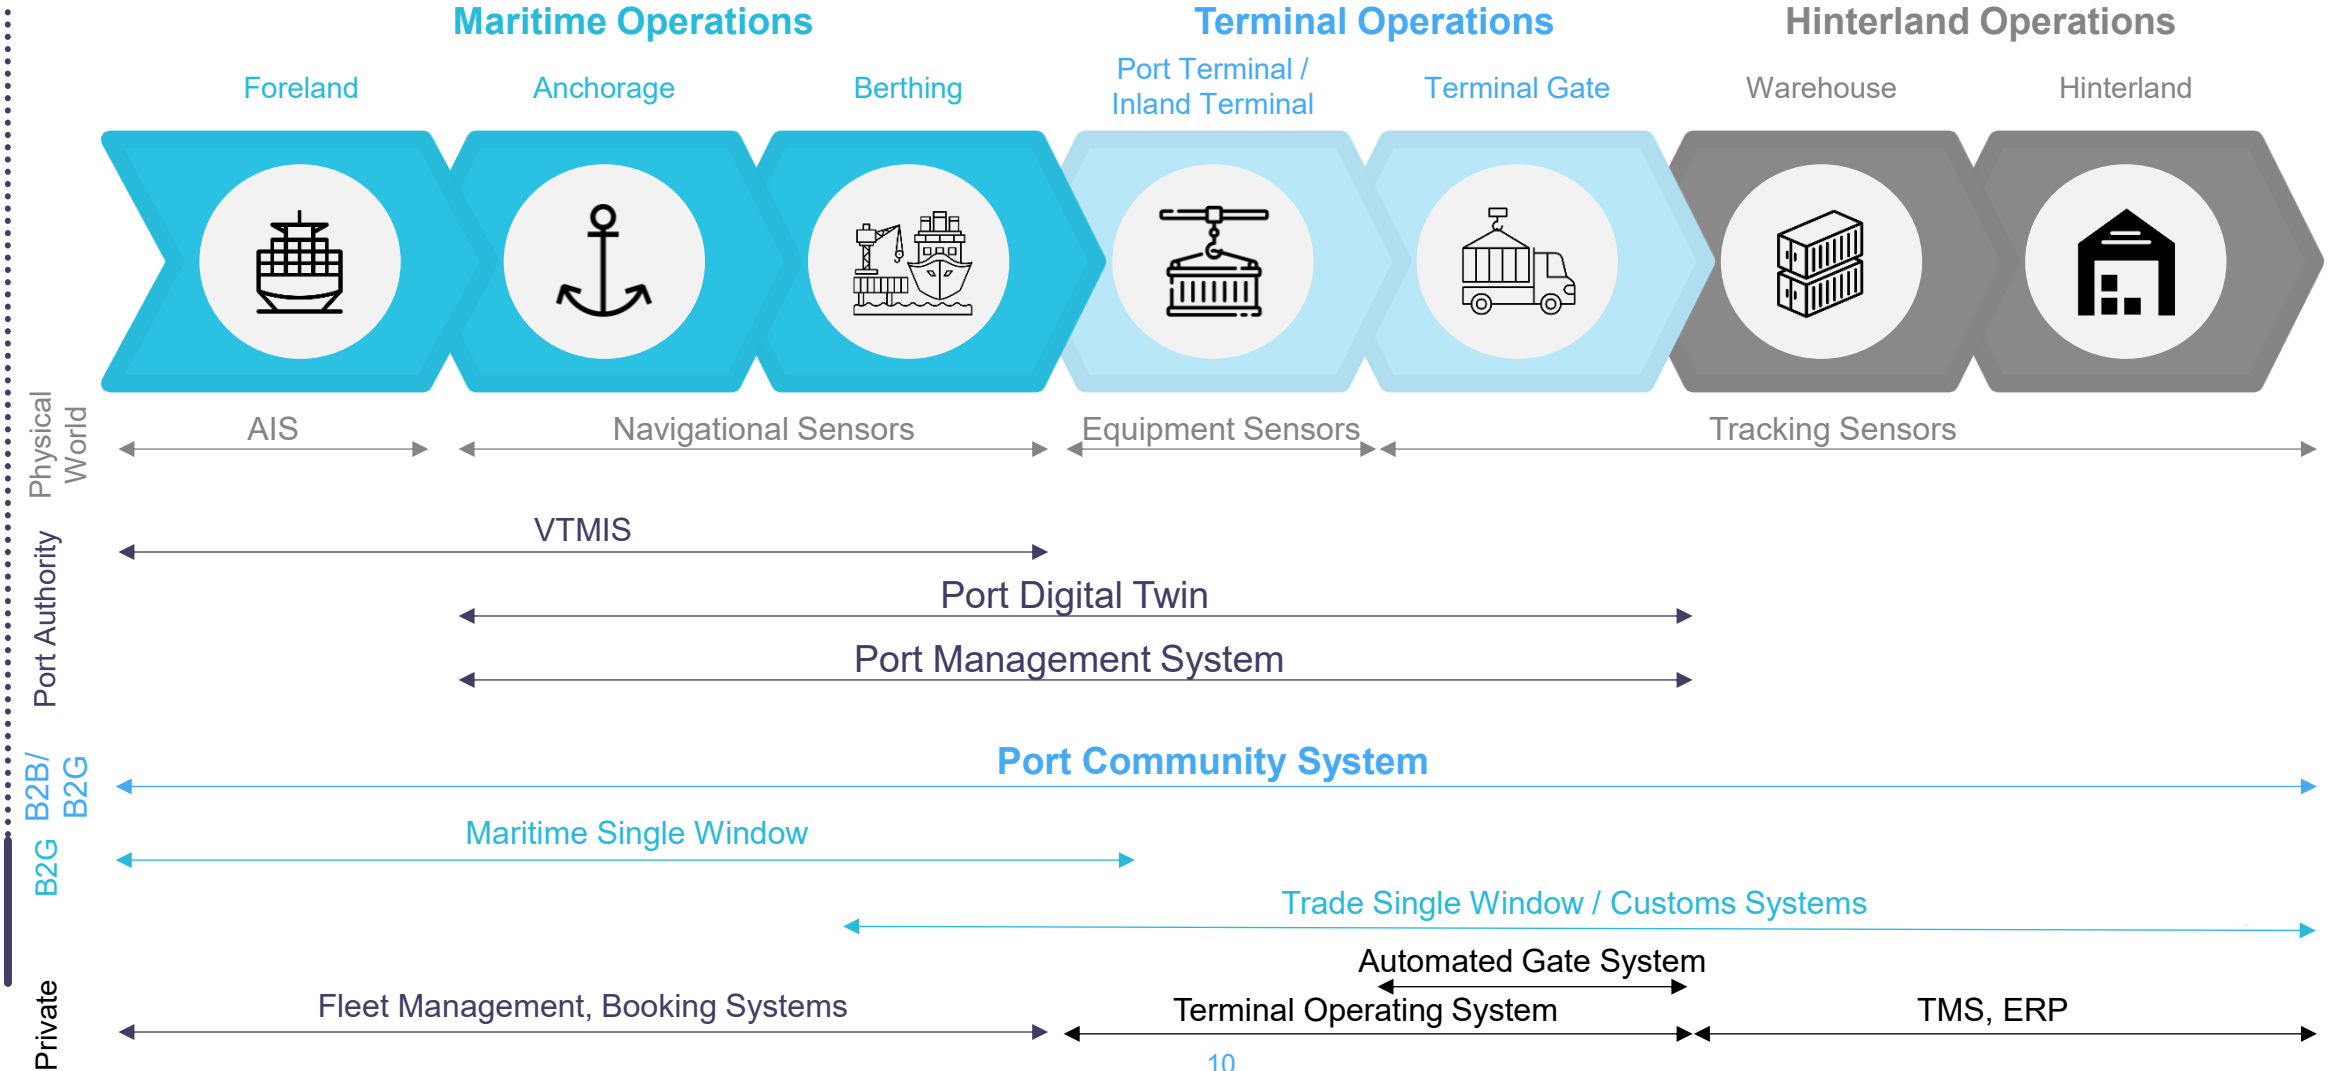 Maritime Operations
Terminal Operations
Hinterland Operations
Foreland
Anchorage
Berthing
Port Terminal /
Inland Terminal
Terminal Gate
Warehouse
Hinterland
Physical
World
AIS
Navigational Sensors
Equipment Sensors
Tracking Sensors
Port Authority
VTMIS
Port Digital Twin
Port Management System
B2B/
B2G
Port Community System
B2G
Maritime Single Window
Trade Single Window / Customs Systems
Private
Automated Gate System
Fleet Management, Booking Systems
Terminal Operating System
TMS, ERP
10